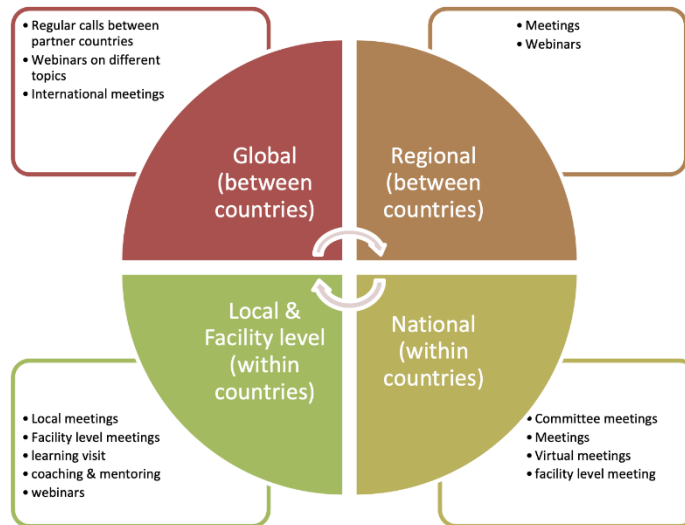 • Regular calls between
partner countries
• Webinars on different
topics
• International meetings
• Meetings
• Webinars
Global
(between
countries)
Regional
(between
countries)
Local &
Facility level
(within
countries)
National
(within
countries)
• Local meetings
• Facility level meetings
• learning visit
• coaching & mentoring
• webinars
• Committee meetings
• Meetings
• Virtual meetings
• facility level meeting